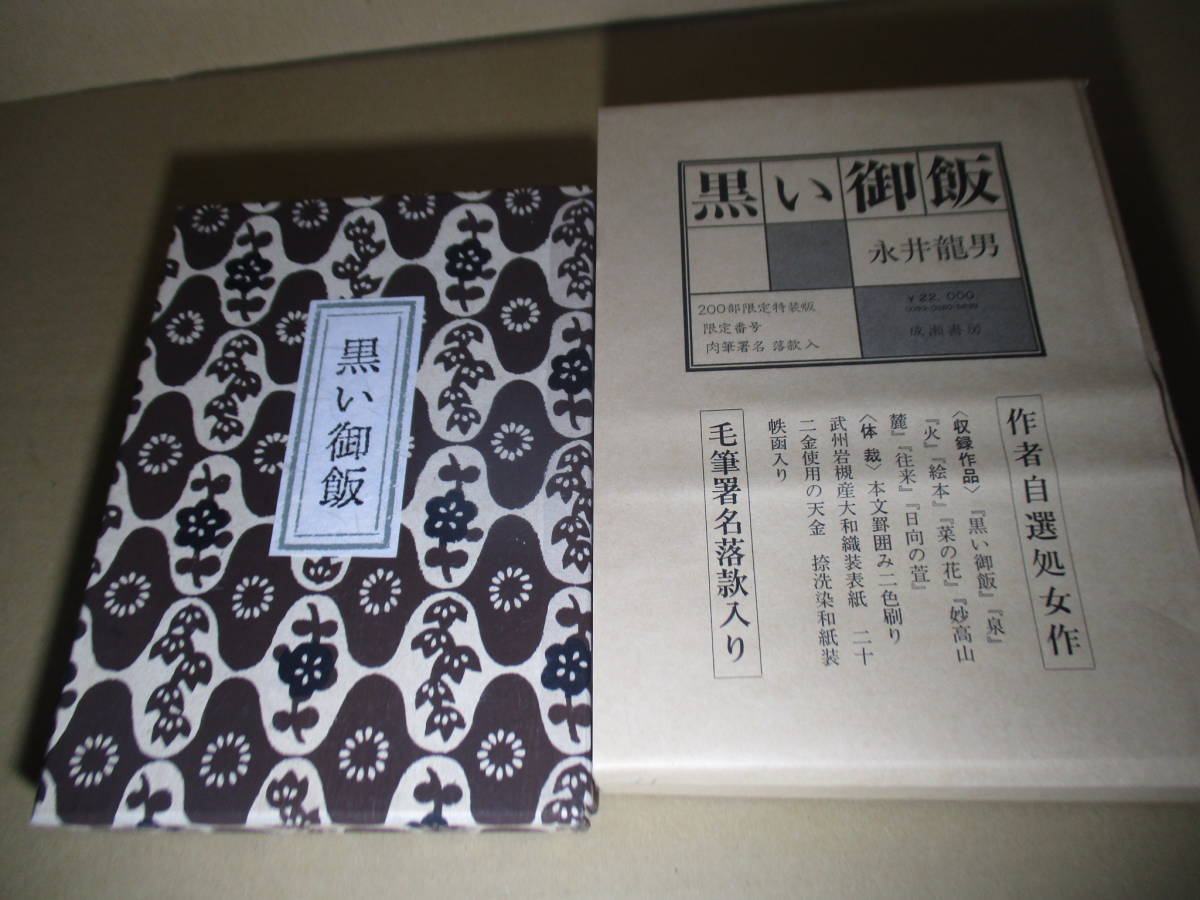 黒い御飯
黒い御飯
永井龍男
200部限定特装版
限定番号
肉筆署名 落款入
¥22,000
成瀬書房
作者自選処女作
〈収録作品〉『黒い御飯』『泉』
『火』『絵本』『菜の花』『妙高山
麓』『往来』『日向の萱』
〈体 裁〉本文罫囲み二色刷り
武州岩槻産大和織装表紙 二十
二金使用の天金 捺洗染和紙装
帙函入り
毛筆署名落款入り